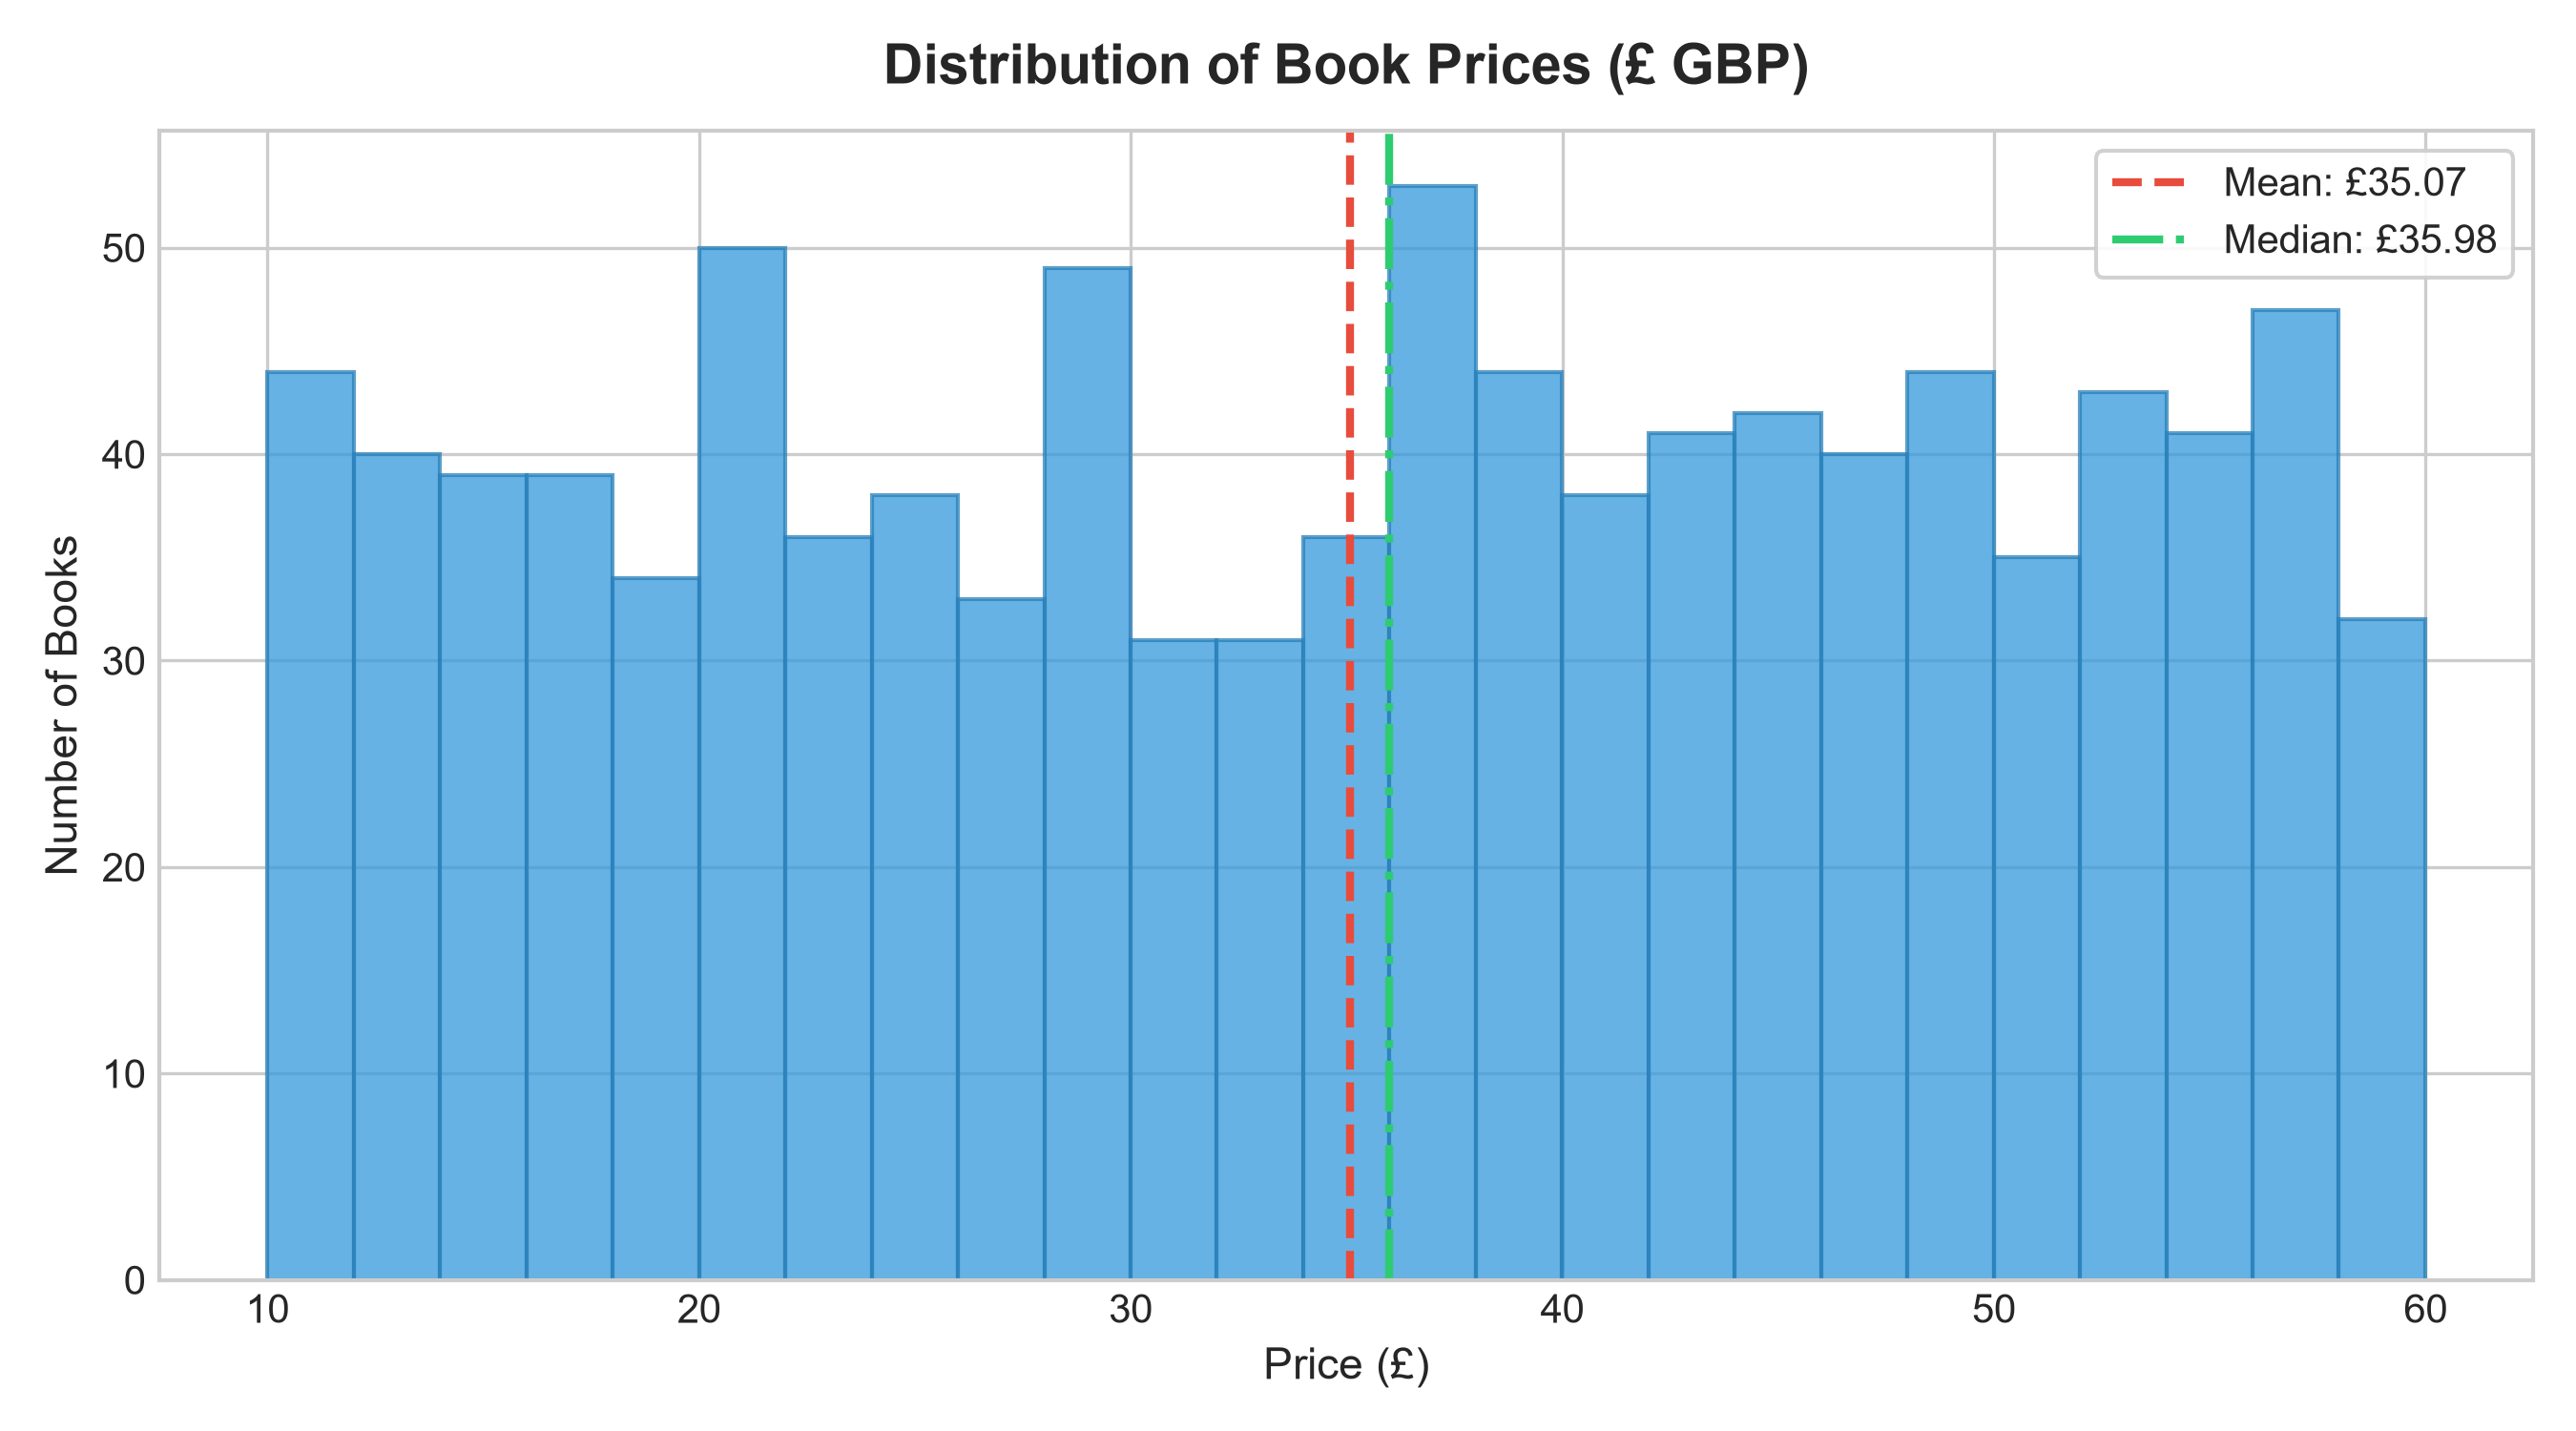 Distribution of Book Prices (£ GBP)
Mean: £35.07
Median: £35.98
Number of Books
50
40
30
20
10
0
10 20 30 40 50 60
Price (£)